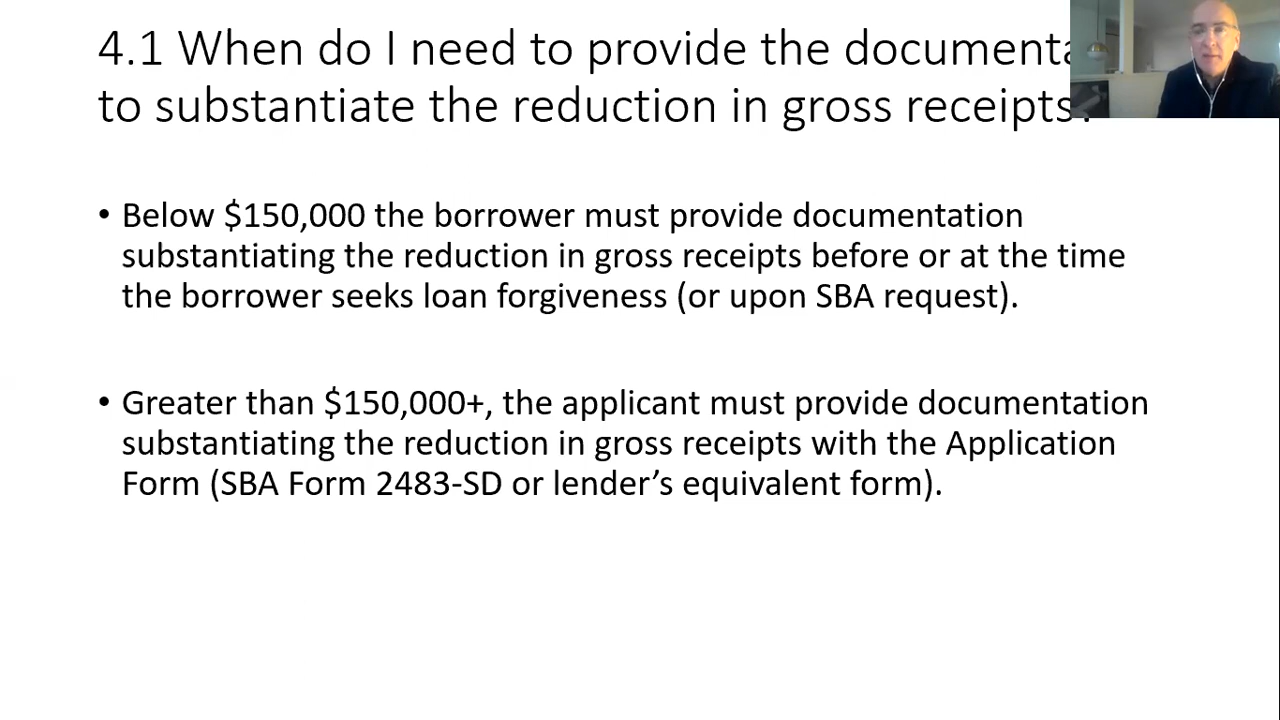 4.1 When do I need to provide the
to substantiate the reduction in gross receipts
• Below $150,000 the borrower must provide documentation
substantiating the reduction in gross receipts before or at the time
the borrower seeks loan forgiveness (or upon SBA request).
• Greater than $150,000+, the applicant must provide documentation
substantiating the reduction in gross receipts with the Application
Form (SBA Form 2483-SD or lender’s equivalent form).